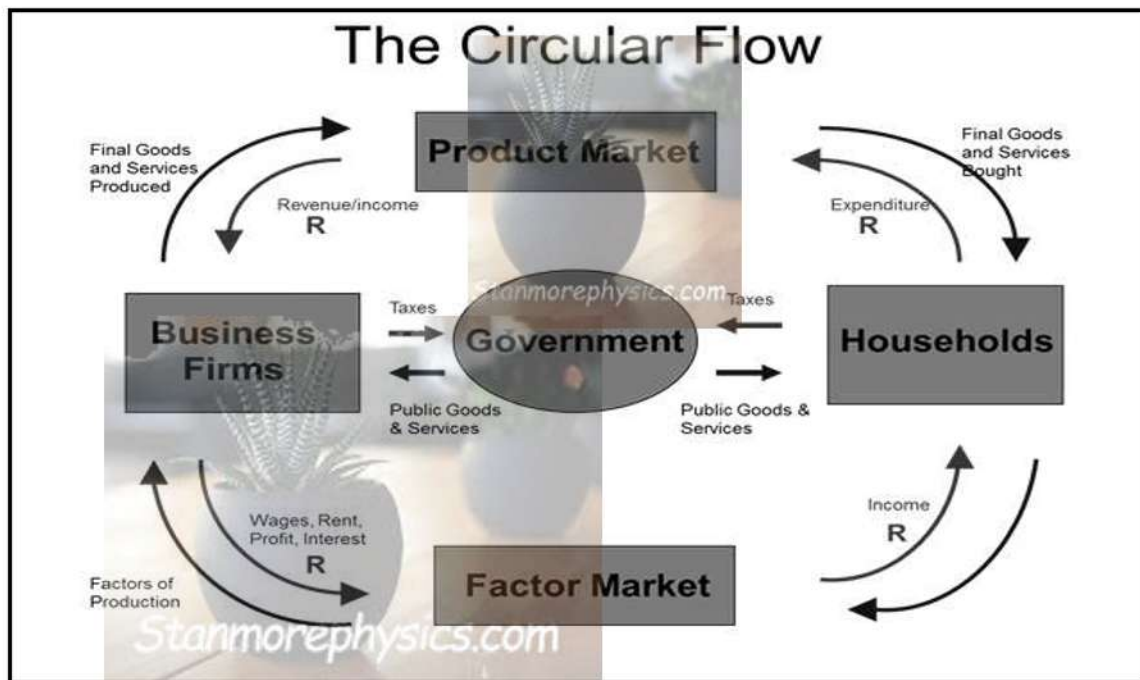 The Circular Flow
Final Goods
and Services
Produced
Product Market
Final Goods
and Services
Bought
Revenue/income
R
Expenditure
R
Stanmorephysics.com
Taxes
Taxes
Business
Firms
Government
Households
Public Goods
& Services
Public Goods &
Services
Wages, Rent,
Profit, Interest
R
Income
R
Factors of
Production
Factor Market
Stanmorephysics.com